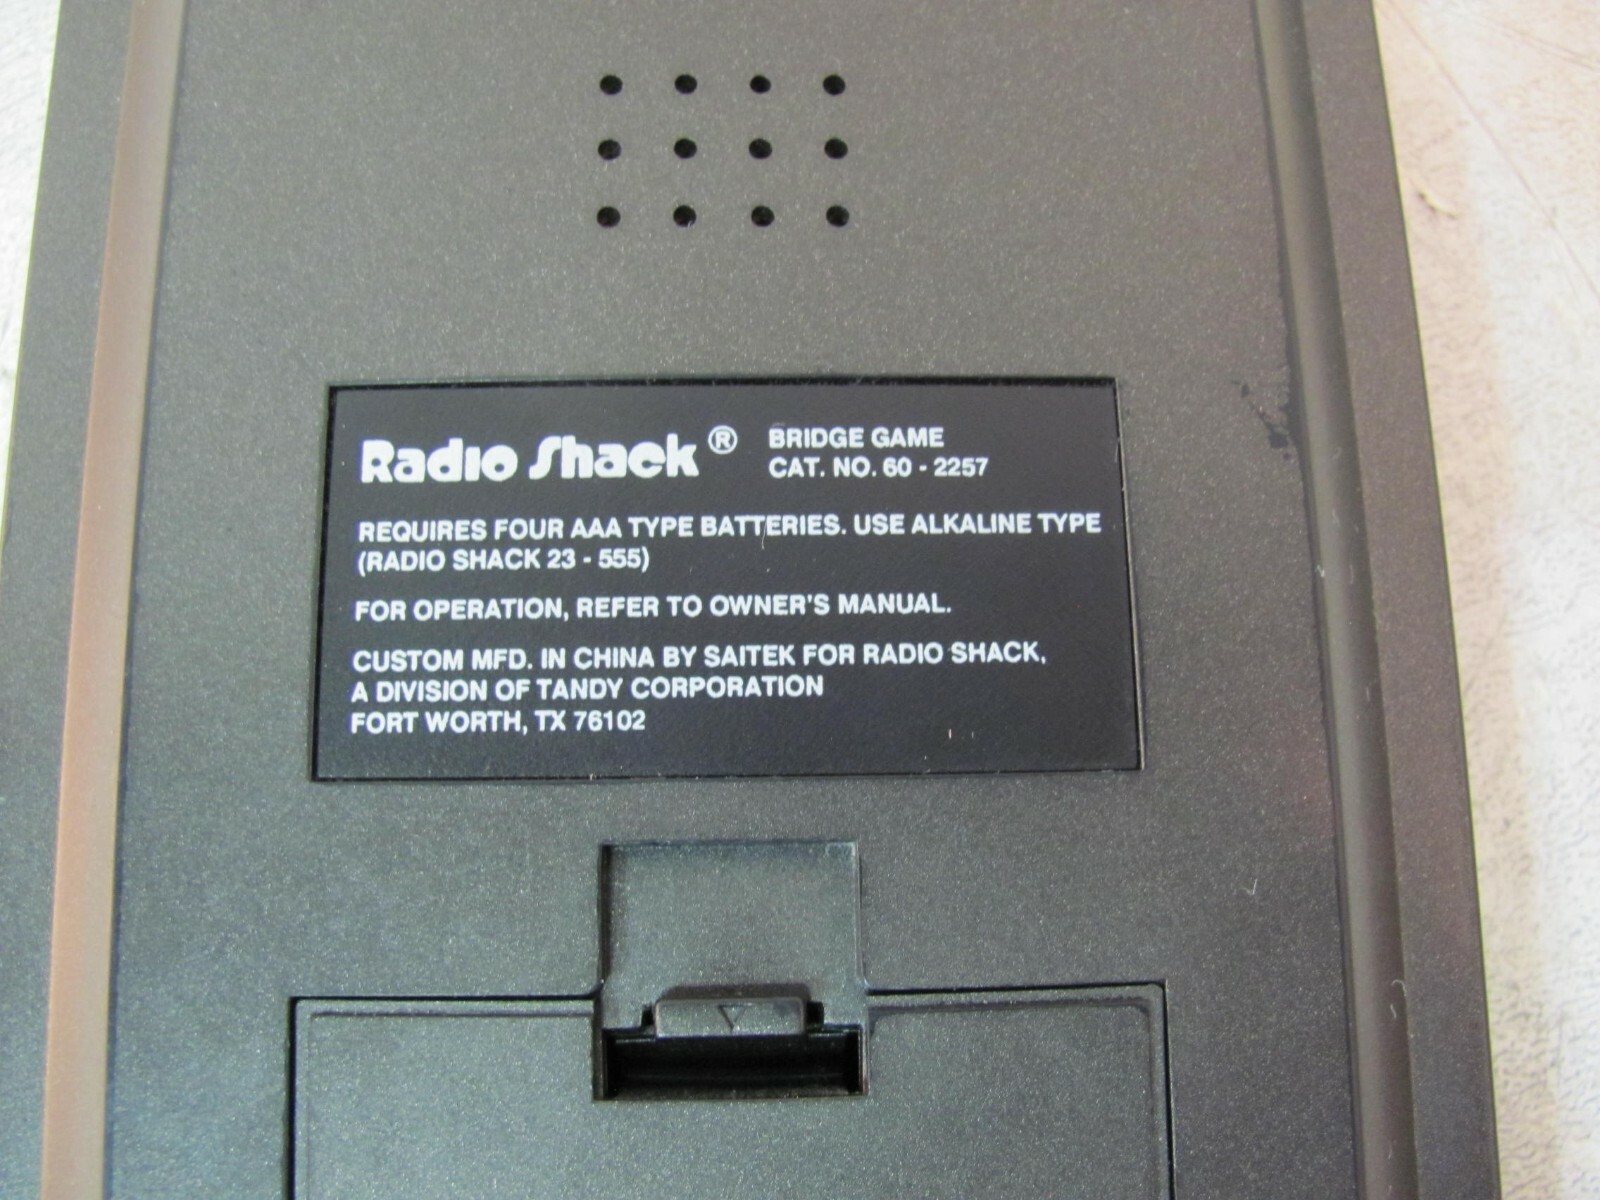 Radio Shack® BRIDGE GAME
CAT. NO. 60 - 2257
REQUIRES FOUR AAA TYPE BATTERIES. USE ALKALINE TYPE
(RADIO SHACK 23 - 555)
FOR OPERATION, REFER TO OWNER'S MANUAL.
CUSTOM MFD. IN CHINA BY SAITEK FOR RADIO SHACK,
A DIVISION OF TANDY CORPORATION
FORT WORTH, TX 76102